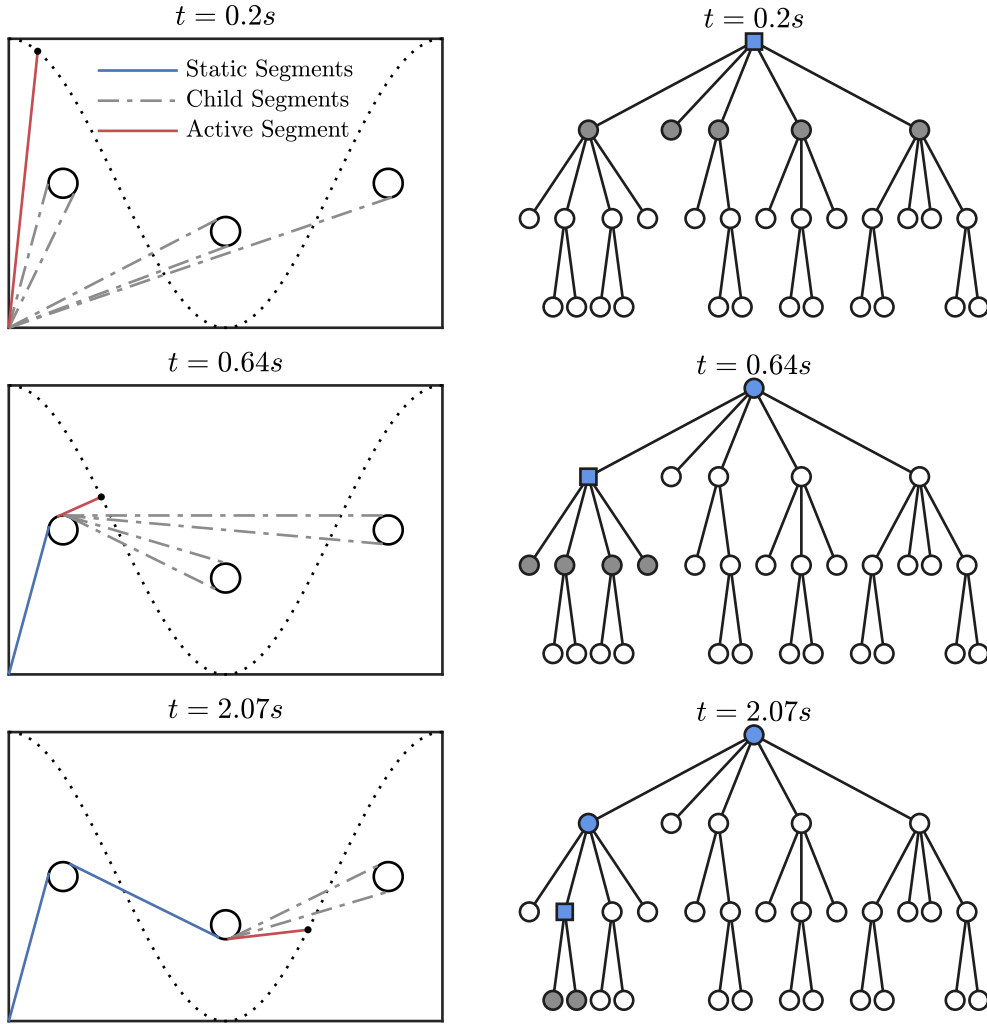 t = 0.2s
t = 0.2s
Static Segments
Child Segments
Active Segment
t = 0.64s
t = 0.64s
t = 2.07s
t = 2.07s